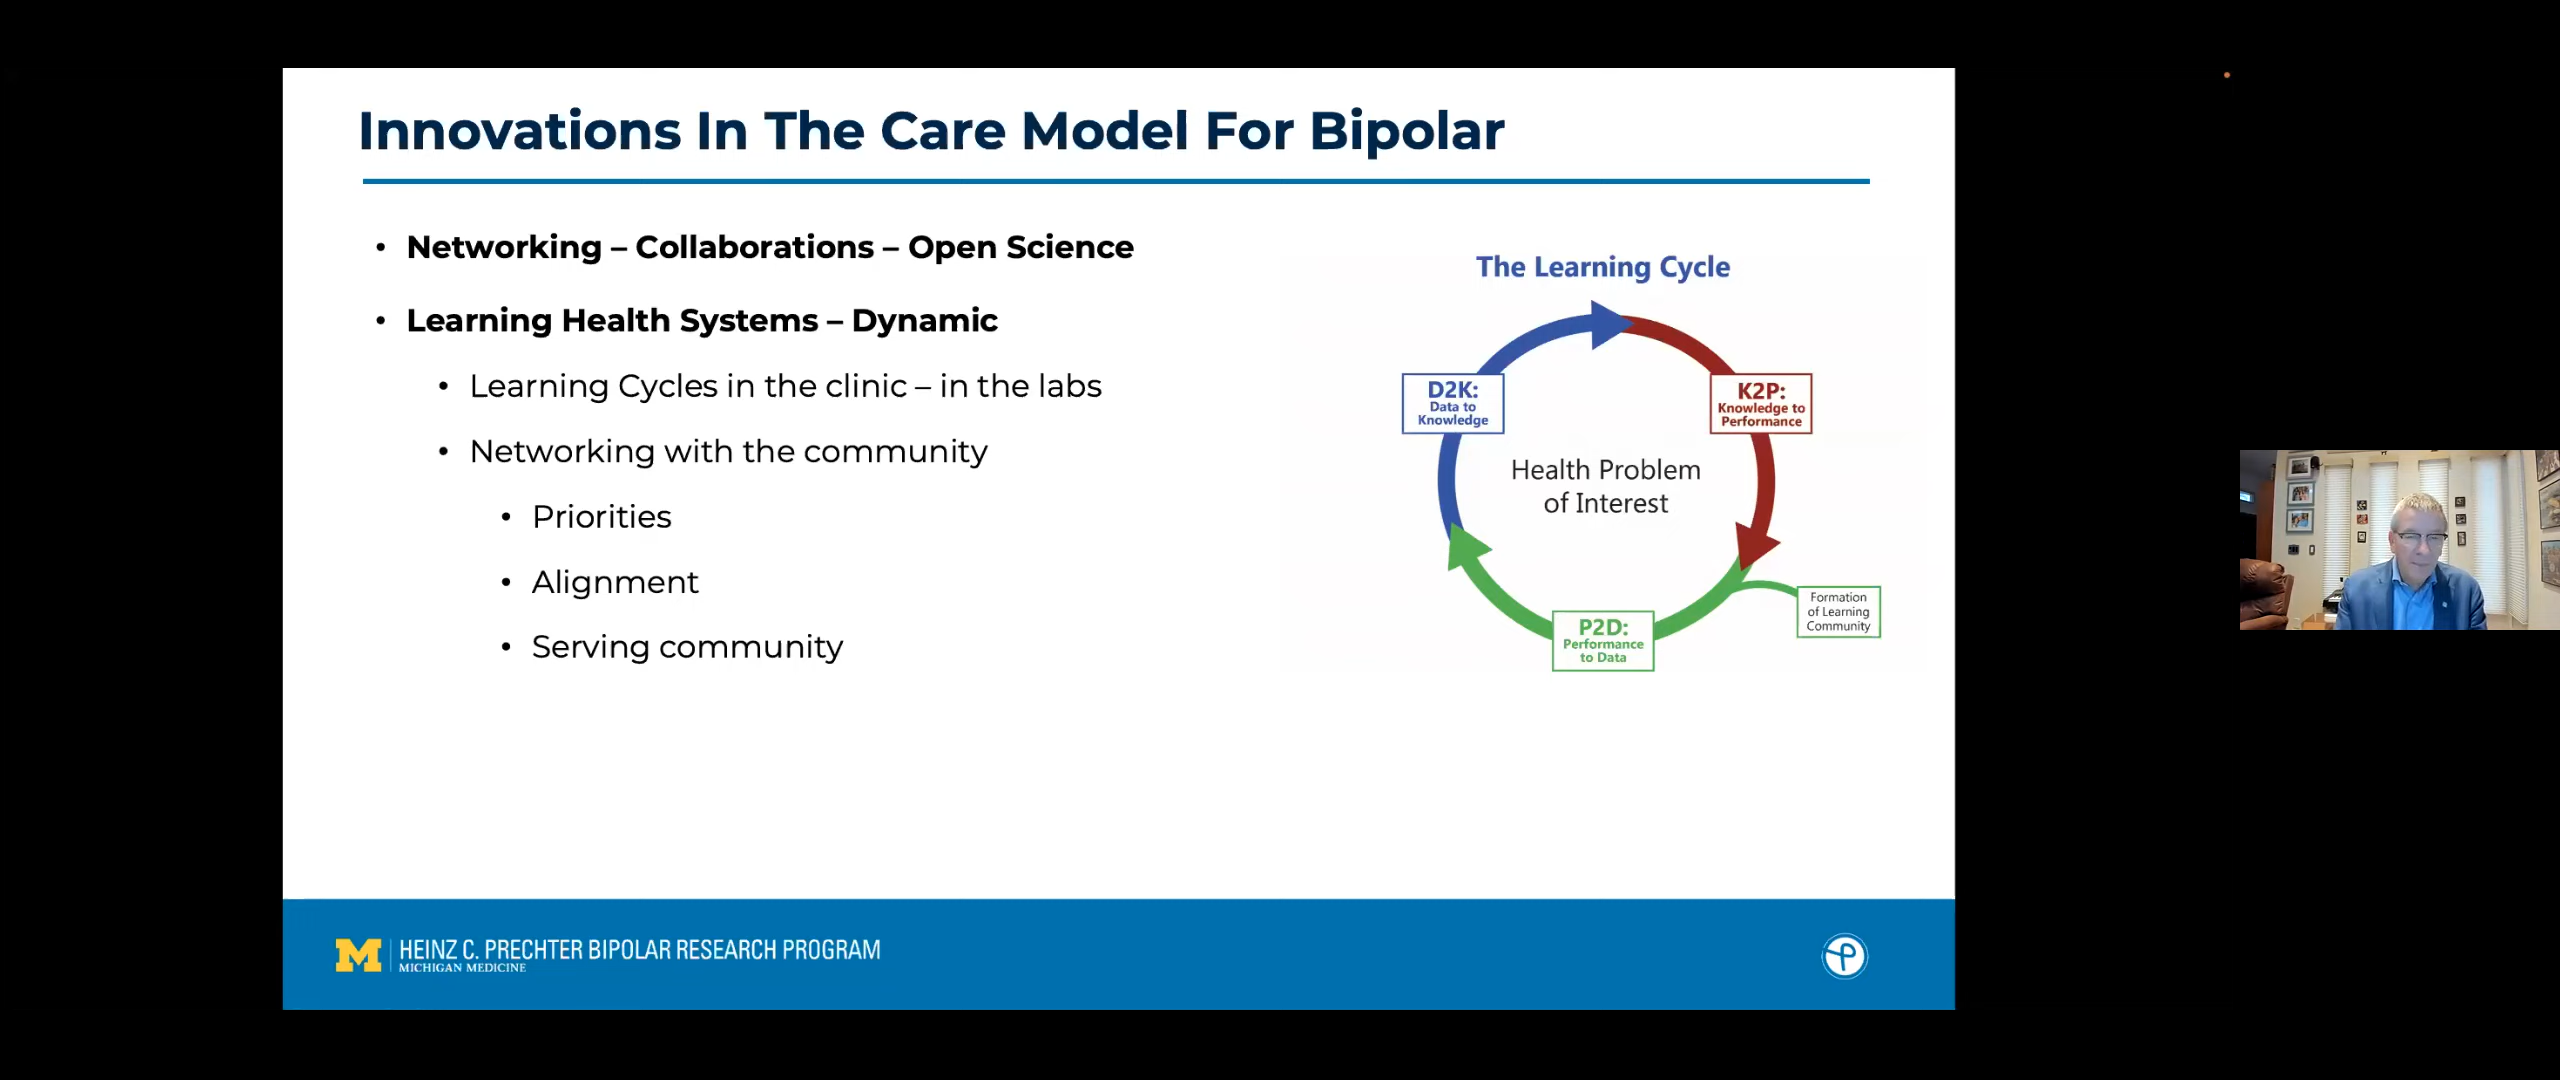 Innovations In The Care Model For Bipolar
• Networking – Collaborations – Open Science
• Learning Health Systems – Dynamic
• Learning Cycles in the clinic – in the labs
• Networking with the community
• Priorities
• Alignment
• Serving community
The Learning Cycle
D2K:
Data to
Knowledge
K2P:
Knowledge to
Performance
Health Problem
of Interest
P2D:
Performance
to Data
Formation
of Learning
Community
M
HEINZ C. PRECHTER BIPOLAR RESEARCH PROGRAM
MICHIGAN MEDICINE